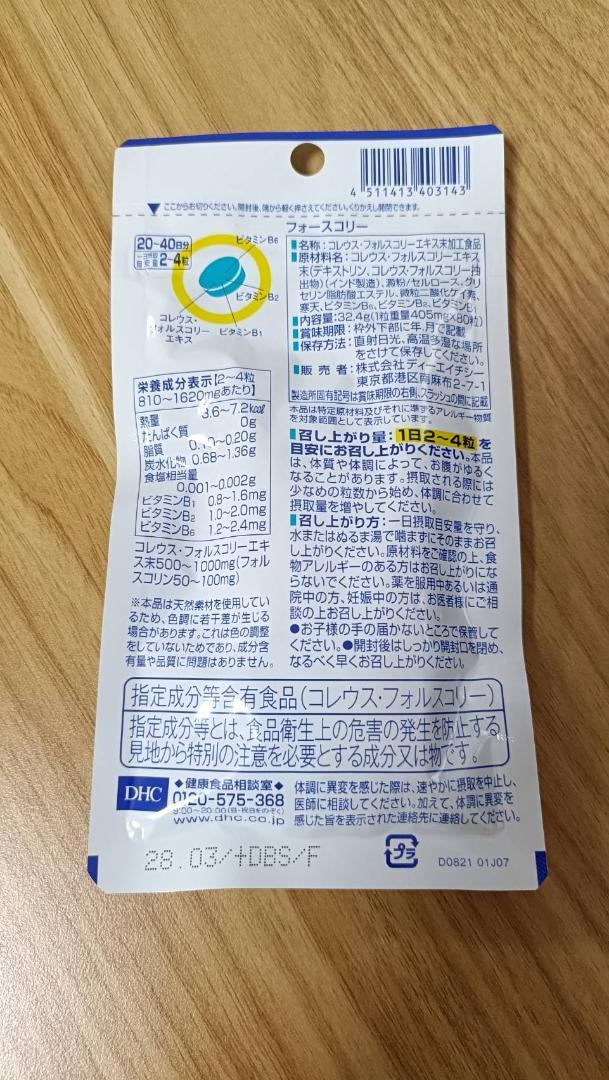 4 511413 403143
▼ここからお切りください。開封後、端から軽く押さえてください。くりかえし開閉できます。
フォースコリー
20〜40日分
一日摂取目安量 2〜4粒
ビタミンB6
ビタミンB2
ビタミンB1
コレウス・フォルスコリーエキス
■名称：コレウス・フォルスコリーエキス末加工食品
■原材料名：コレウス・フォルスコリーエキス
末(デキストリン、コレウス・フォルスコリー抽
出物)(インド製造)、澱粉/セルロース、グリ
セリン脂肪酸エステル、微粒二酸化ケイ素、
寒天、ビタミンB₆、ビタミンB₂、ビタミンB₁
■内容量：32.4g(1粒重量405mg×80粒)
■賞味期限：枠外下部に年.月で記載
■保存方法：直射日光、高温多湿な場所
をさけて保存してください。
■販売者：株式会社ディーエイチシー
東京都港区南麻布2-7-1
製造所固有記号は賞味期限の右側、スラッシュの間に記載
本品は特定原材料及びそれに準ずるアレルギー物質
を対象範囲として表示しています。
栄養成分表示[2〜4粒
810〜1620mgあたり]
熱量 3.6〜7.2kcal
たんぱく質 0g
脂質 0.10〜0.20g
炭水化物 0.68〜1.36g
食塩相当量
0.001〜0.002g
ビタミンB₁ 0.8〜1.6mg
ビタミンB₂ 1.0〜2.0mg
ビタミンB₆ 1.2〜2.4mg
コレウス・フォルスコリーエキ
ス末500〜1000mg(フォル
スコリン50〜100mg)
※本品は天然素材を使用してい
るため、色調に若干差が生じる
場合があります。これは色の調整
をしていないためであり、成分含
有量や品質に問題はありません。
■召し上がり量：1日2〜4粒を
目安にお召し上がりください。本品
は、体質や体調によって、お腹がゆるく
なることがあります。摂取される際には
少なめの粒数から始め、体調に合わせて
摂取量を増やしてください。
■召し上がり方：一日摂取目安量を守り、
水またはぬるま湯で噛まずにそのままお召
し上がりください。原材料をご確認の上、食
物アレルギーのある方はお召し上がりにな
らないでください。薬を服用中あるいは通
院中の方、妊娠中の方は、お医者様にご相
談の上お召し上がりください。
●お子様の手の届かないところで保管して
ください。●開封後はしっかり開封口を閉め、
なるべく早くお召し上がりください。
指定成分等含有食品(コレウス・フォルスコリー)
指定成分等とは、食品衛生上の危害の発生を防止する
見地から特別の注意を必要とする成分又は物です。
DHC
◆健康食品相談室◆
0120-575-368
9:00〜20:00(日・祝日をのぞく)
www.dhc.co.jp
体調に異変を感じた際は、速やかに摂取を中止し、
医師に相談してください。加えて、体調に異変を
感じた旨を表示された連絡先に連絡してください。
28.03/+DBS/F
プラ
D0821 01J07